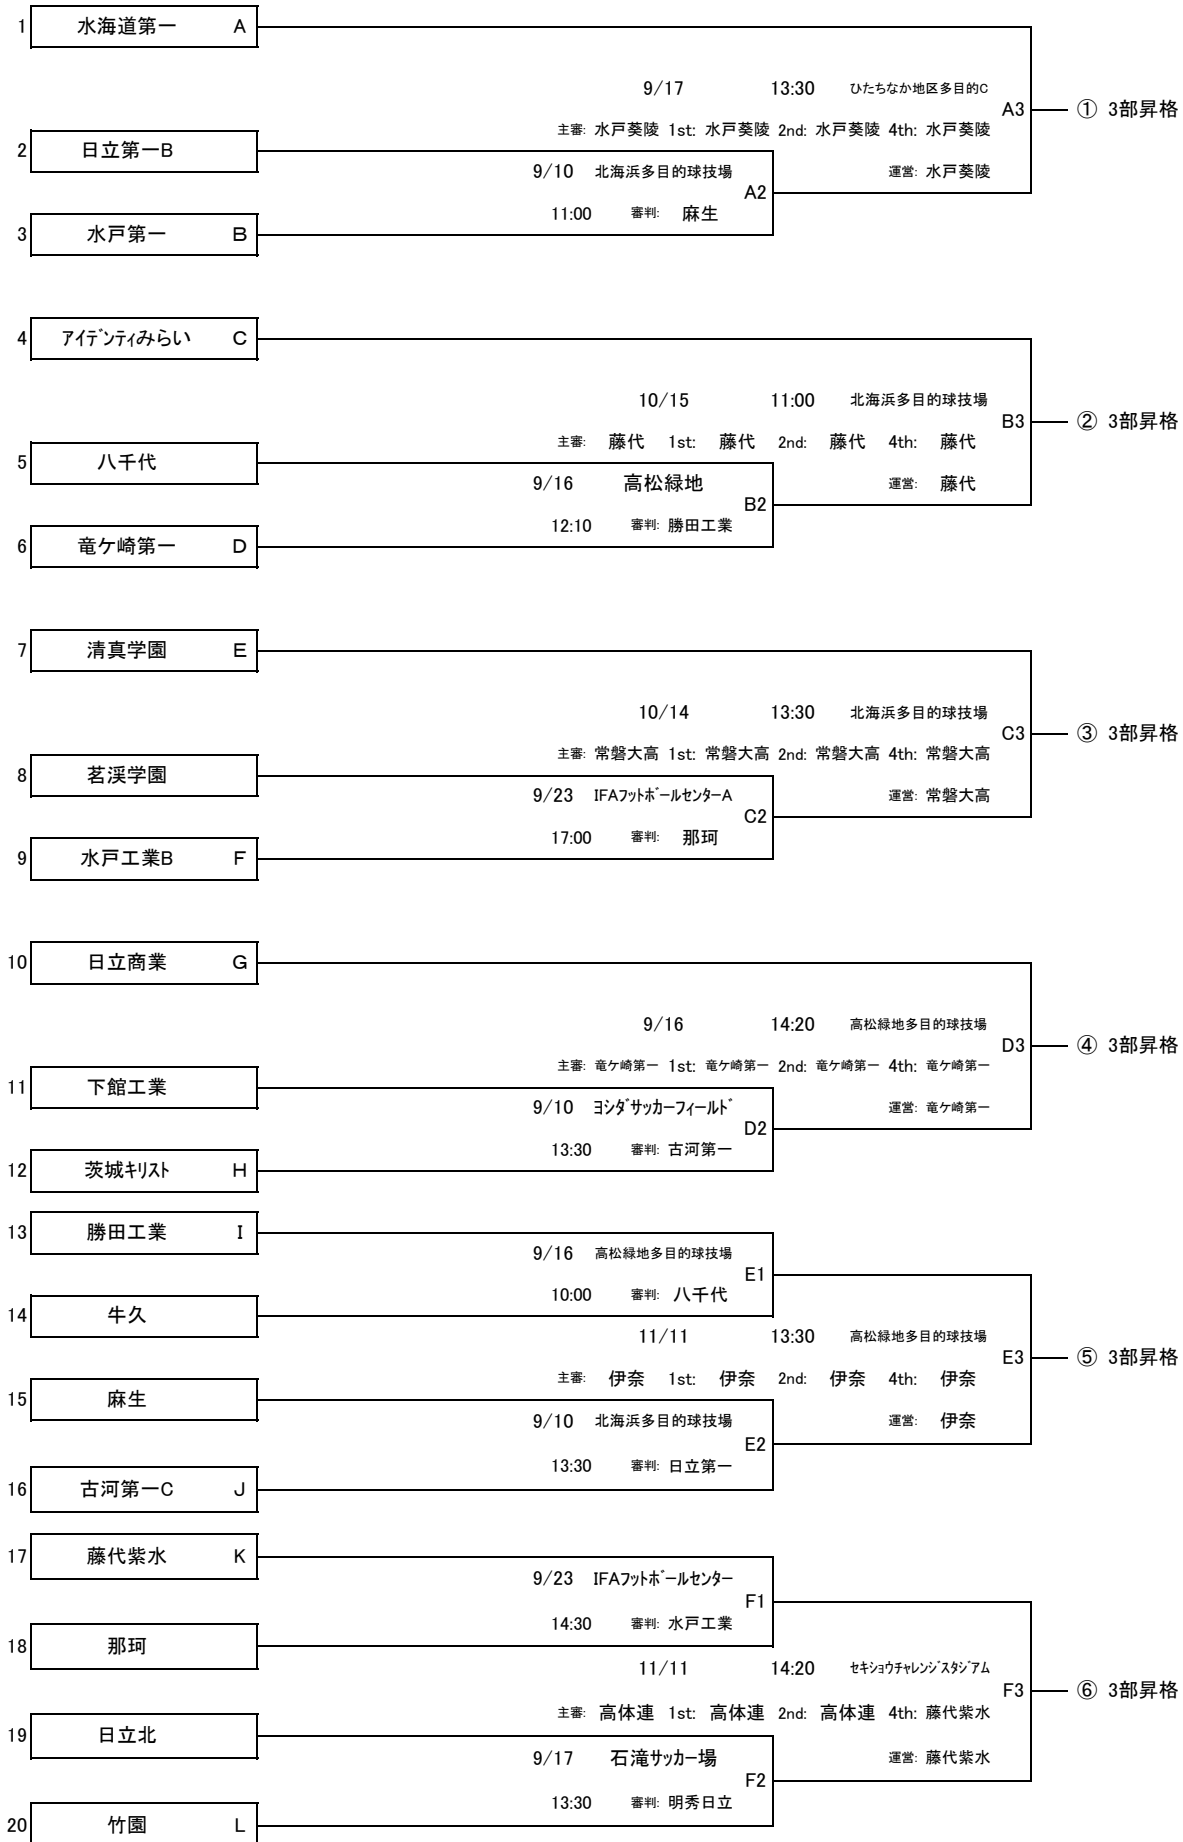 1 水海道第一 A
9/17 13:30 ひたちなか地区多目的C
A3 ① 3部昇格
主審: 水戸葵陵 1st: 水戸葵陵 2nd: 水戸葵陵 4th: 水戸葵陵
2 日立第一B
9/10 北海浜多目的球技場 運営: 水戸葵陵
A2
11:00 審判: 麻生
3 水戸第一 B
4 アイデンティみらい C
10/15 11:00 北海浜多目的球技場
B3 ② 3部昇格
主審: 藤代 1st: 藤代 2nd: 藤代 4th: 藤代
5 八千代
9/16 高松緑地 運営: 藤代
B2
12:10 審判: 勝田工業
6 竜ケ崎第一 D
7 清真学園 E
10/14 13:30 北海浜多目的球技場
C3 ③ 3部昇格
主審: 常磐大高 1st: 常磐大高 2nd: 常磐大高 4th: 常磐大高
8 茗渓学園
9/23 IFAフットボールセンターA 運営: 常磐大高
C2
17:00 審判: 那珂
9 水戸工業B F
10 日立商業 G
9/16 14:20 高松緑地多目的球技場
D3 ④ 3部昇格
主審: 竜ケ崎第一 1st: 竜ケ崎第一 2nd: 竜ケ崎第一 4th: 竜ケ崎第一
11 下館工業
9/10 ヨシダサッカーフィールド 運営: 竜ケ崎第一
D2
13:30 審判: 古河第一
12 茨城キリスト H
13 勝田工業 I
9/16 高松緑地多目的球技場
E1
10:00 審判: 八千代
14 牛久
11/11 13:30 高松緑地多目的球技場
E3 ⑤ 3部昇格
主審: 伊奈 1st: 伊奈 2nd: 伊奈 4th: 伊奈
15 麻生
9/10 北海浜多目的球技場 運営: 伊奈
E2
13:30 審判: 日立第一
16 古河第一C J
17 藤代紫水 K
9/23 IFAフットボールセンター
F1
14:30 審判: 水戸工業
18 那珂
11/11 14:20 セキショウチャレンジスタジアム
F3 ⑥ 3部昇格
主審: 高体連 1st: 高体連 2nd: 高体連 4th: 藤代紫水
19 日立北
9/17 石滝サッカー場 運営: 藤代紫水
F2
13:30 審判: 明秀日立
20 竹園 L